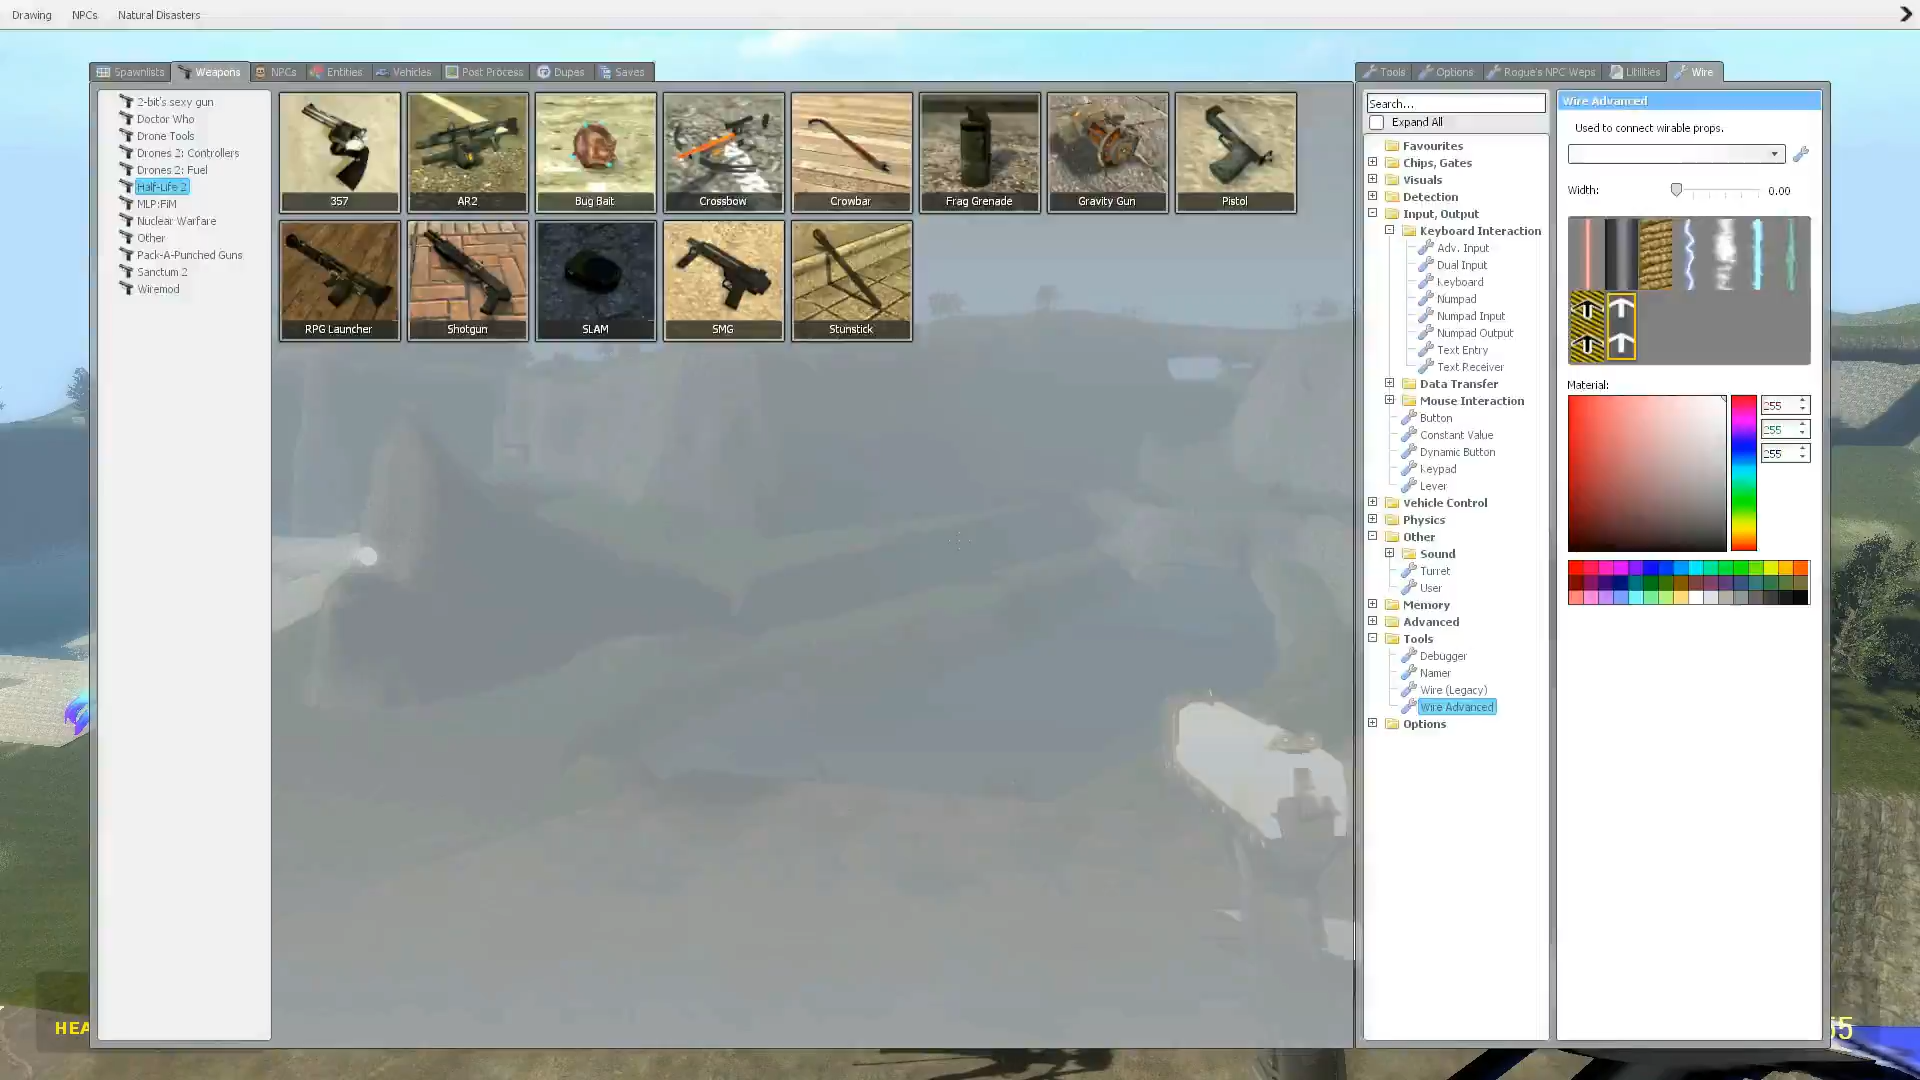 Drawing NPCs Natural Disasters
Spawnlists Weapons NPCs Entities Vehicles Post Process Dupes Saves
2-bit's sexy gun
Doctor Who
Drone Tools
Drones 2: Controllers
Drones 2: Fuel
Half-Life 2
MLP:FiM
Nuclear Warfare
Other
Pack-A-Punched Guns
Sanctum 2
Wiremod
357 AR2 Bug Bait Crossbow Crowbar Frag Grenade Gravity Gun Pistol
RPG Launcher Shotgun SLAM SMG Stunstick
Tools Options Rogue's NPC Weps Utilities Wire
Search...
Expand All
Favourites
Chips, Gates
Visuals
Detection
Input, Output
Keyboard Interaction
Adv. Input
Dual Input
Keyboard
Numpad
Numpad Input
Numpad Output
Text Entry
Text Receiver
Data Transfer
Mouse Interaction
Button
Constant Value
Dynamic Button
Keypad
Lever
Vehicle Control
Physics
Other
Sound
Turret
User
Memory
Advanced
Tools
Debugger
Namer
Wire (Legacy)
Wire Advanced
Options
Wire Advanced
Used to connect wirable props.
Width: 0.00
Material:
255
255
255
HEA